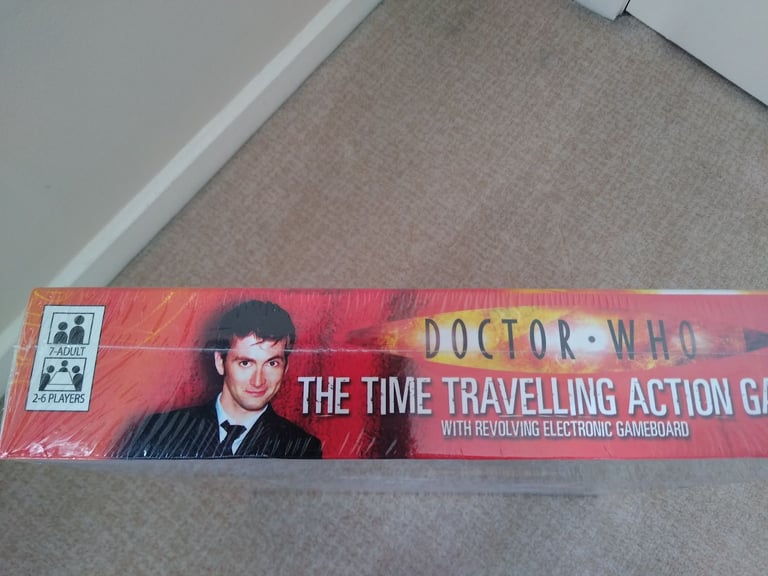 7-ADULT
2-6 PLAYERS
DOCTOR·WHO
THE TIME TRAVELLING ACTION GA
WITH REVOLVING ELECTRONIC GAMEBOARD